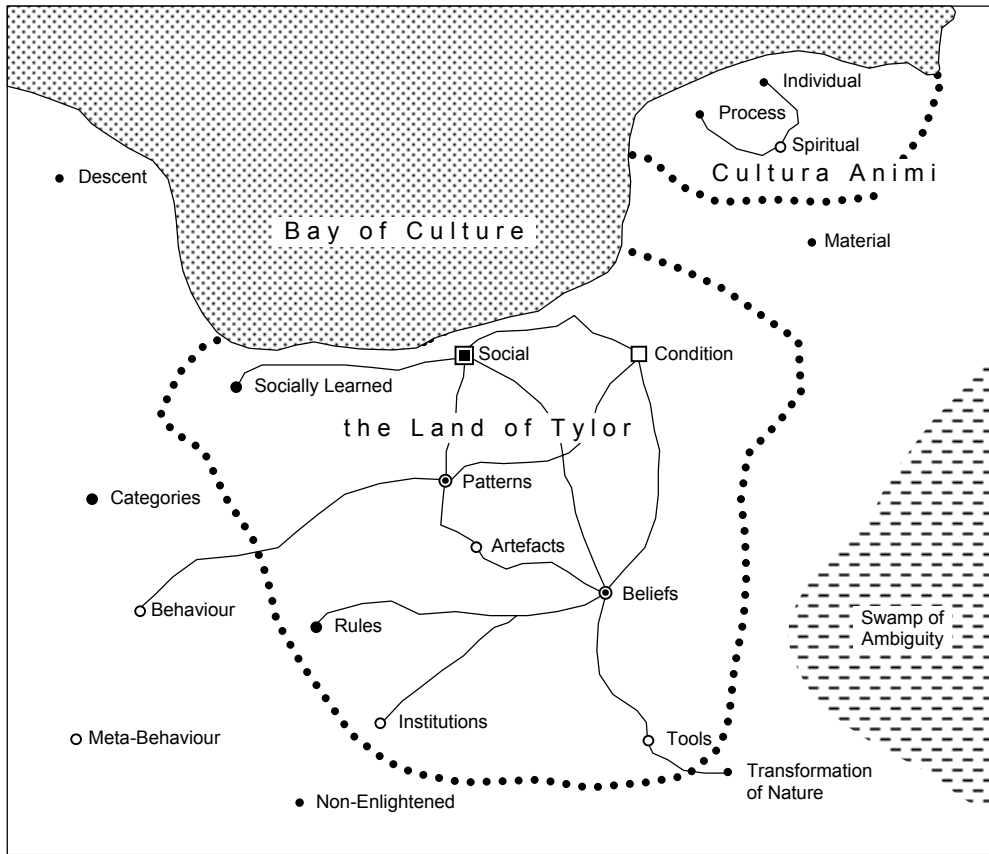 Individual
Process
Spiritual
Cultura Animi
Descent
Bay of Culture
Material
Social
Condition
Socially Learned
the Land of Tylor
Patterns
Categories
Artefacts
Beliefs
Behaviour
Rules
Swamp of
Ambiguity
Institutions
Meta-Behaviour
Tools
Transformation
of Nature
Non-Enlightened